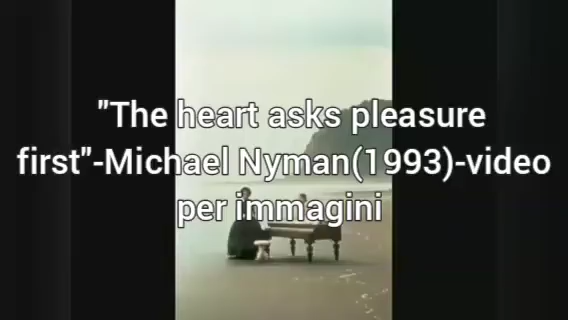 "The heart asks pleasure
first"-Michael Nyman(1993)-video
per immagini